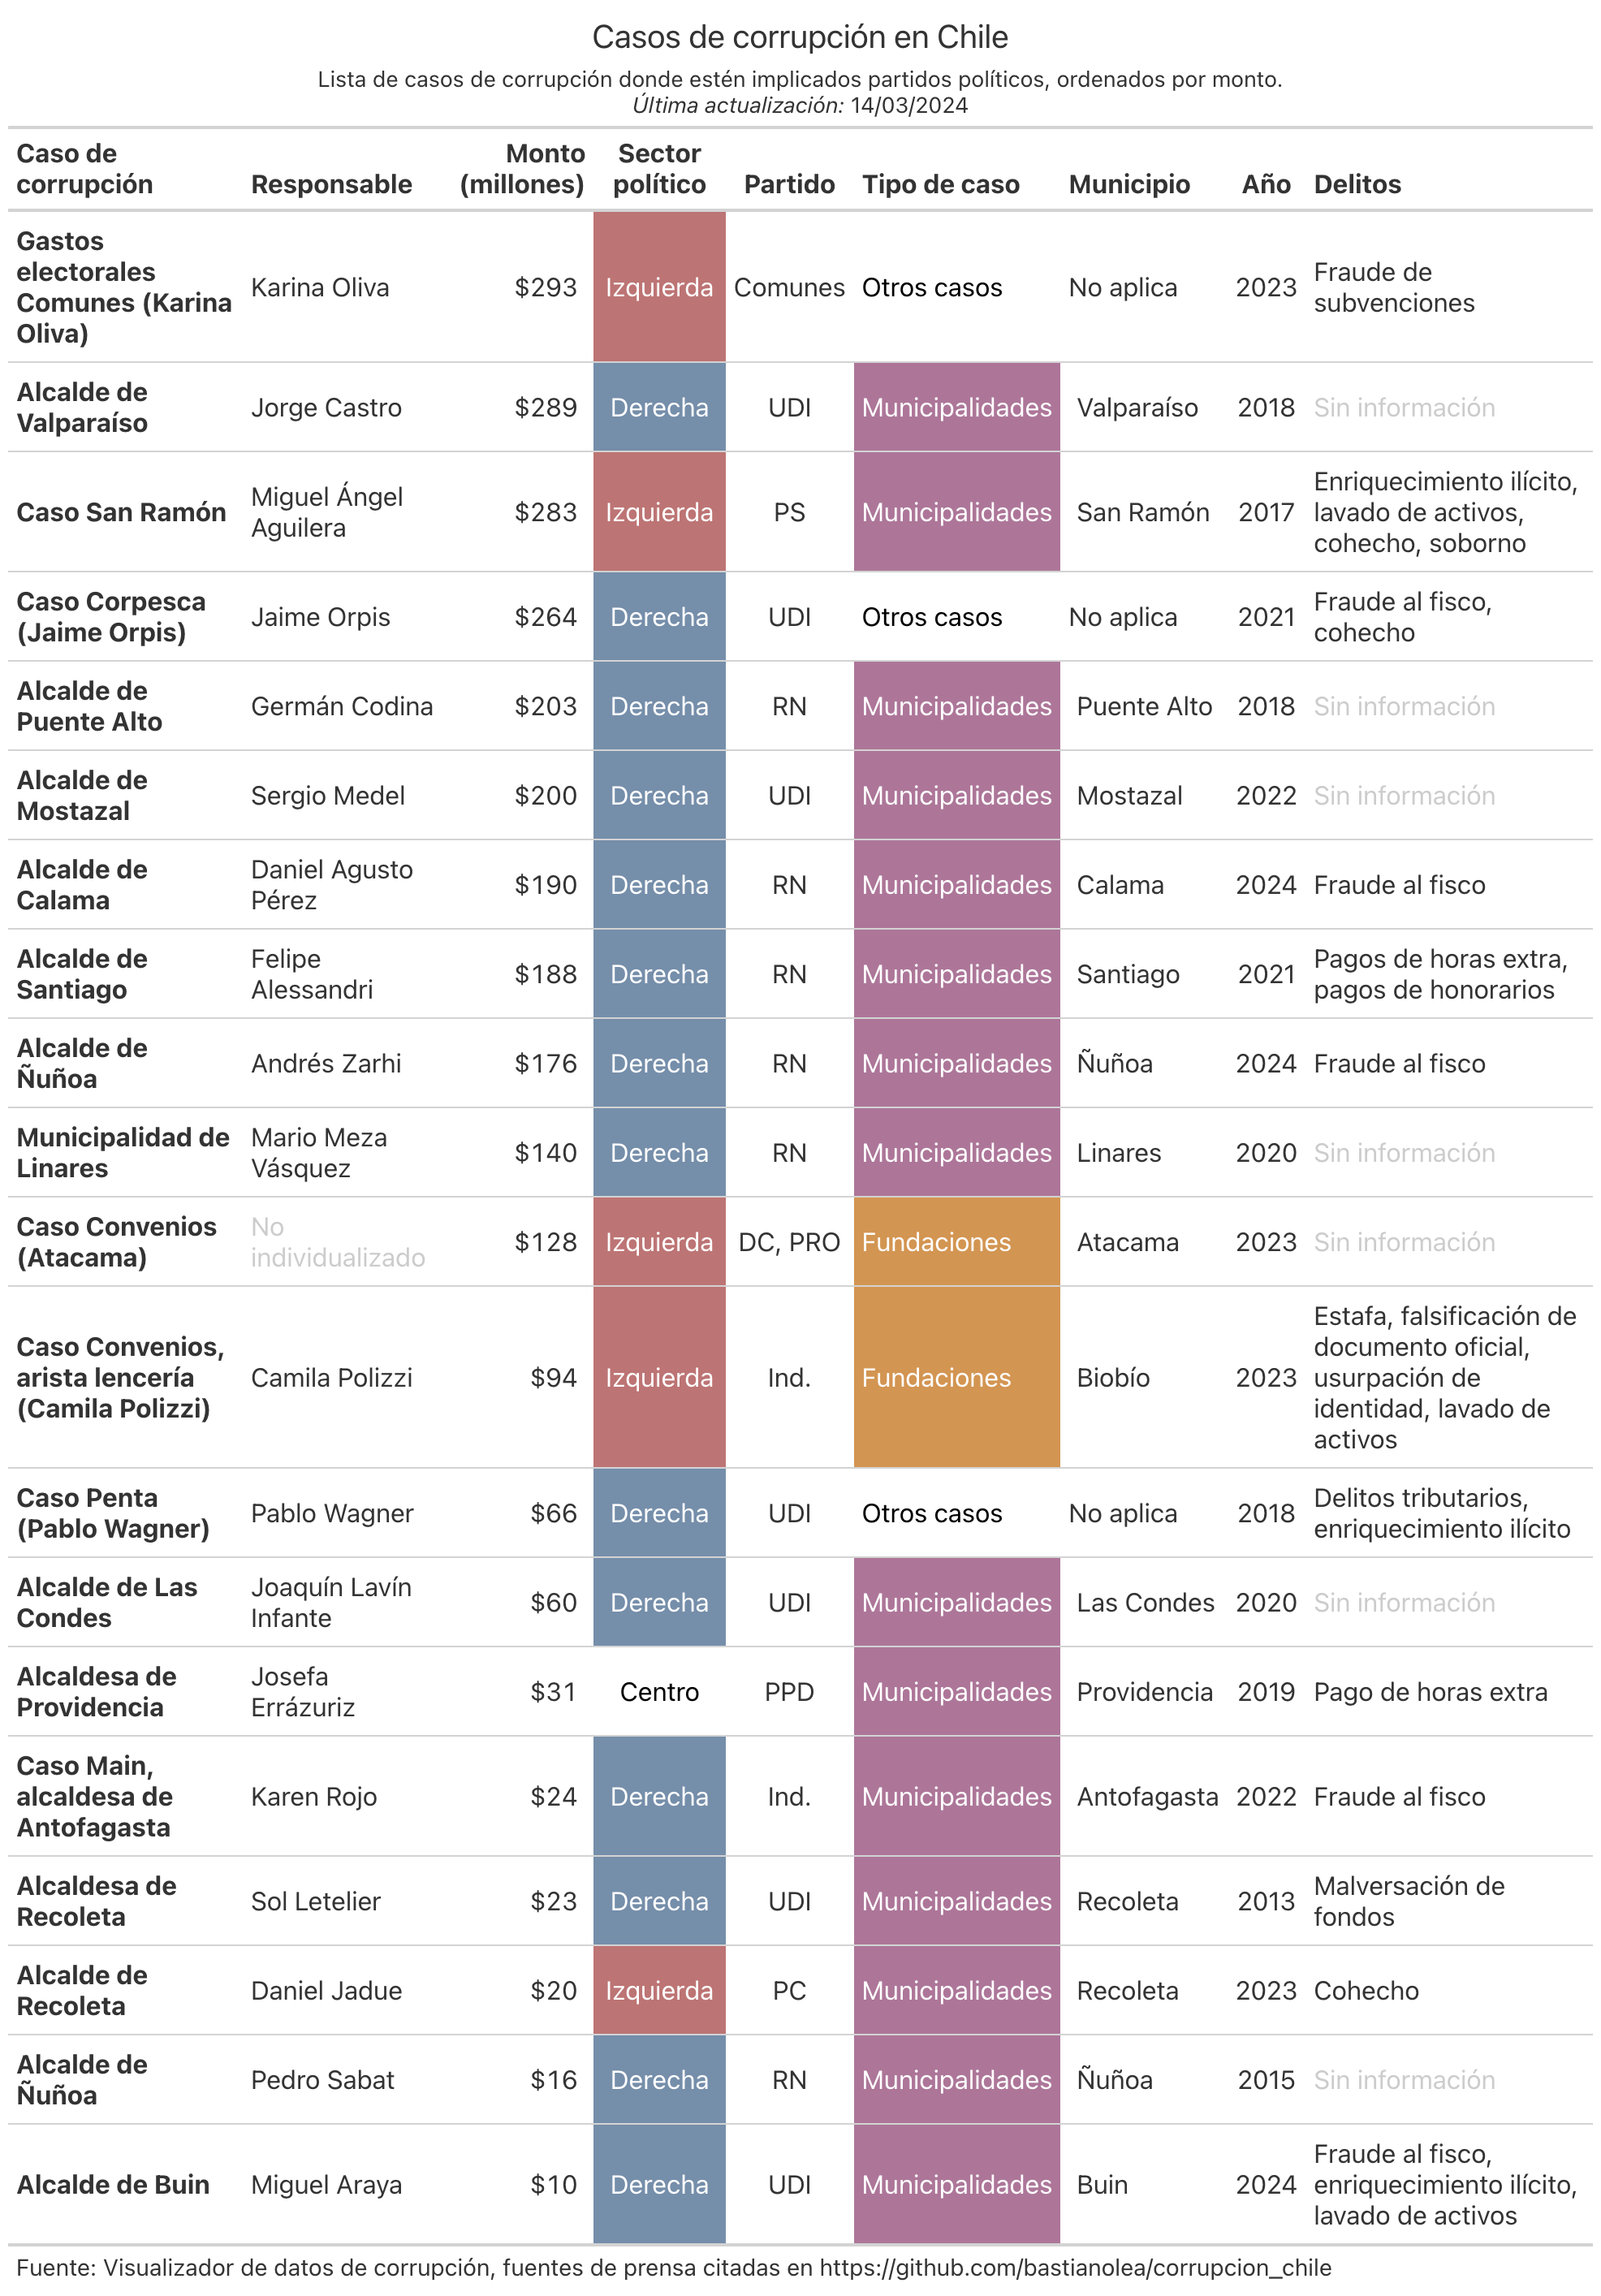 Casos de corrupción en Chile
Lista de casos de corrupción donde estén implicados partidos políticos, ordenados por monto.
Última actualización: 14/03/2024
Caso de corrupción Responsable Monto (millones) Sector político Partido Tipo de caso Municipio Año Delitos
Gastos electorales Comunes (Karina Oliva) Karina Oliva $293 Izquierda Comunes Otros casos No aplica 2023 Fraude de subvenciones
Alcalde de Valparaíso Jorge Castro $289 Derecha UDI Municipalidades Valparaíso 2018 Sin información
Caso San Ramón Miguel Ángel Aguilera $283 Izquierda PS Municipalidades San Ramón 2017 Enriquecimiento ilícito, lavado de activos, cohecho, soborno
Caso Corpesca (Jaime Orpis) Jaime Orpis $264 Derecha UDI Otros casos No aplica 2021 Fraude al fisco, cohecho
Alcalde de Puente Alto Germán Codina $203 Derecha RN Municipalidades Puente Alto 2018 Sin información
Alcalde de Mostazal Sergio Medel $200 Derecha UDI Municipalidades Mostazal 2022 Sin información
Alcalde de Calama Daniel Agusto Pérez $190 Derecha RN Municipalidades Calama 2024 Fraude al fisco
Alcalde de Santiago Felipe Alessandri $188 Derecha RN Municipalidades Santiago 2021 Pagos de horas extra, pagos de honorarios
Alcalde de Ñuñoa Andrés Zarhi $176 Derecha RN Municipalidades Ñuñoa 2024 Fraude al fisco
Municipalidad de Linares Mario Meza Vásquez $140 Derecha RN Municipalidades Linares 2020 Sin información
Caso Convenios (Atacama) No individualizado $128 Izquierda DC, PRO Fundaciones Atacama 2023 Sin información
Caso Convenios, arista lencería (Camila Polizzi) Camila Polizzi $94 Izquierda Ind. Fundaciones Biobío 2023 Estafa, falsificación de documento oficial, usurpación de identidad, lavado de activos
Caso Penta (Pablo Wagner) Pablo Wagner $66 Derecha UDI Otros casos No aplica 2018 Delitos tributarios, enriquecimiento ilícito
Alcalde de Las Condes Joaquín Lavín Infante $60 Derecha UDI Municipalidades Las Condes 2020 Sin información
Alcaldesa de Providencia Josefa Errázuriz $31 Centro PPD Municipalidades Providencia 2019 Pago de horas extra
Caso Main, alcaldesa de Antofagasta Karen Rojo $24 Derecha Ind. Municipalidades Antofagasta 2022 Fraude al fisco
Alcaldesa de Recoleta Sol Letelier $23 Derecha UDI Municipalidades Recoleta 2013 Malversación de fondos
Alcalde de Recoleta Daniel Jadue $20 Izquierda PC Municipalidades Recoleta 2023 Cohecho
Alcalde de Ñuñoa Pedro Sabat $16 Derecha RN Municipalidades Ñuñoa 2015 Sin información
Alcalde de Buin Miguel Araya $10 Derecha UDI Municipalidades Buin 2024 Fraude al fisco, enriquecimiento ilícito, lavado de activos
Fuente: Visualizador de datos de corrupción, fuentes de prensa citadas en https://github.com/bastianolea/corrupcion_chile